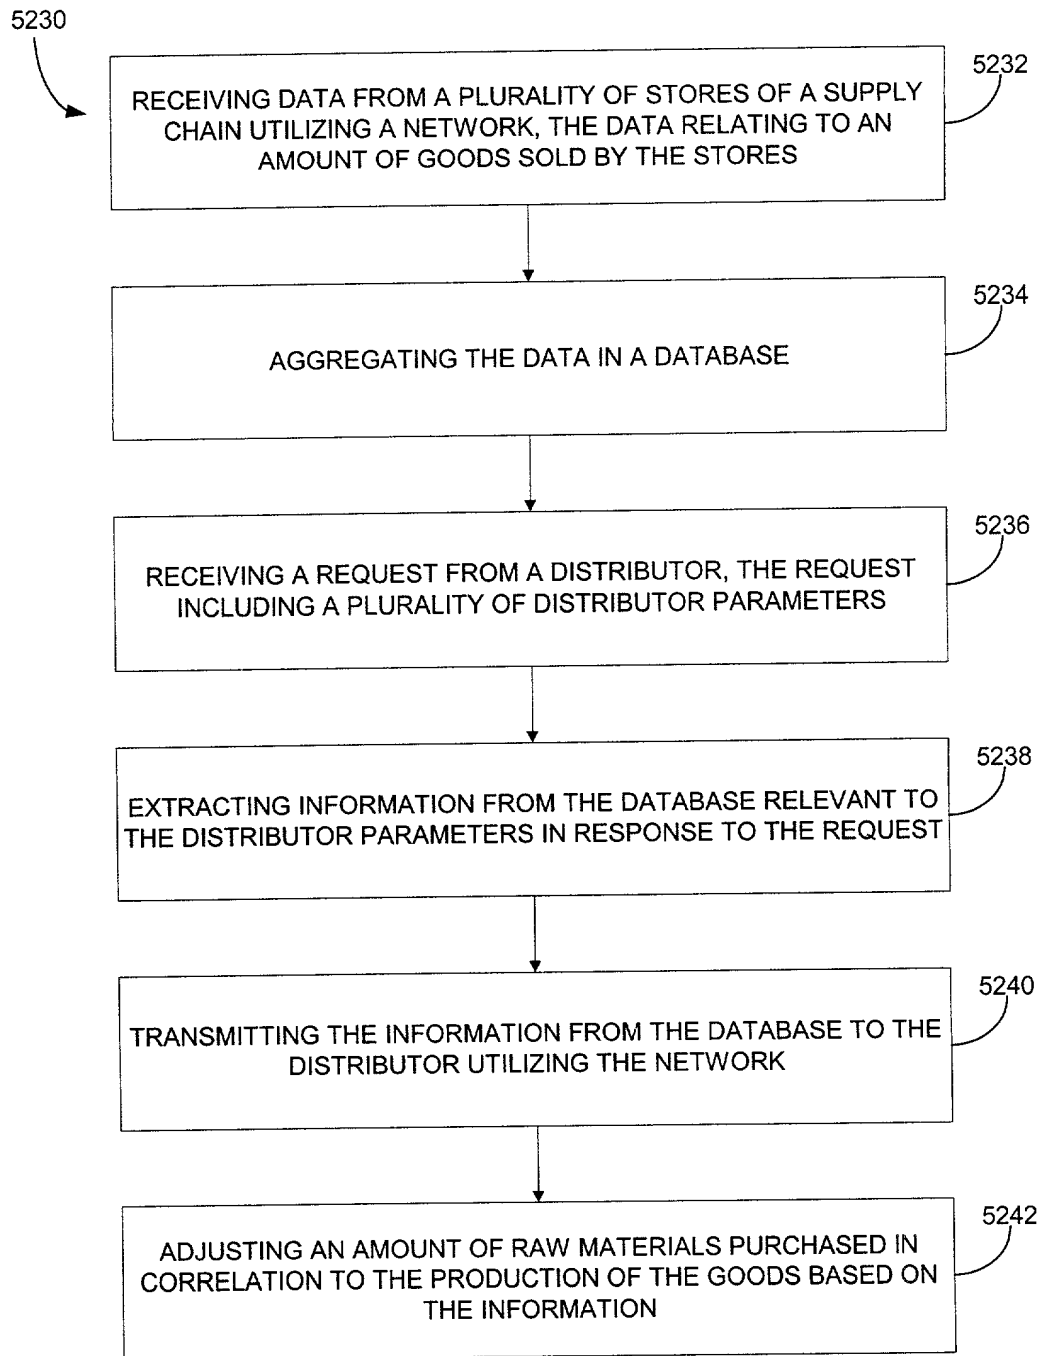 5230
5232
RECEIVING DATA FROM A PLURALITY OF STORES OF A SUPPLY
CHAIN UTILIZING A NETWORK, THE DATA RELATING TO AN
AMOUNT OF GOODS SOLD BY THE STORES
5234
AGGREGATING THE DATA IN A DATABASE
5236
RECEIVING A REQUEST FROM A DISTRIBUTOR, THE REQUEST
INCLUDING A PLURALITY OF DISTRIBUTOR PARAMETERS
5238
EXTRACTING INFORMATION FROM THE DATABASE RELEVANT TO
THE DISTRIBUTOR PARAMETERS IN RESPONSE TO THE REQUEST
5240
TRANSMITTING THE INFORMATION FROM THE DATABASE TO THE
DISTRIBUTOR UTILIZING THE NETWORK
5242
ADJUSTING AN AMOUNT OF RAW MATERIALS PURCHASED IN
CORRELATION TO THE PRODUCTION OF THE GOODS BASED ON
THE INFORMATION